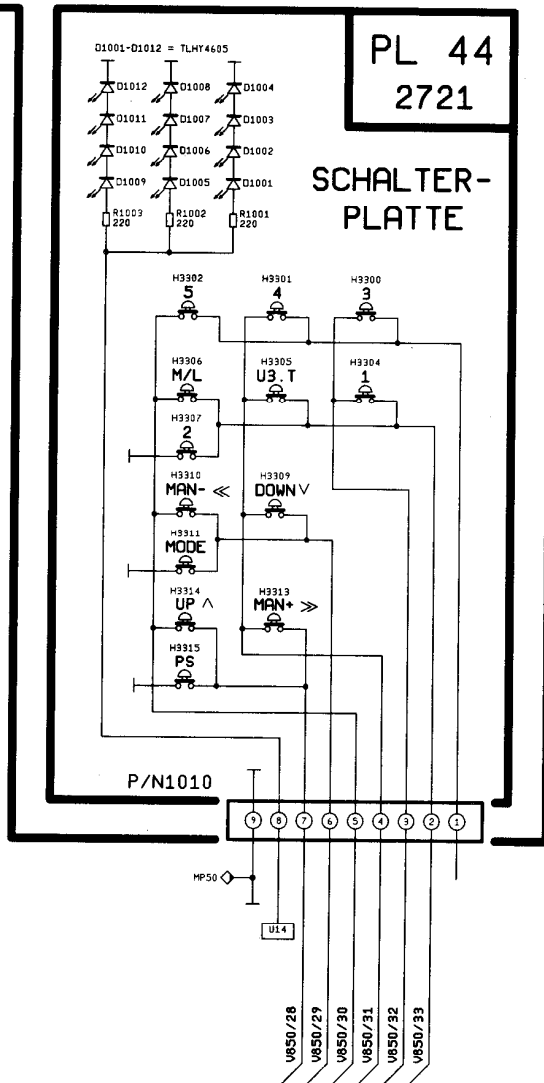 D1001-D1012 = TLHY4605
PL 44
2721
D1012 D1008 D1004
D1011 D1007 D1003
D1010 D1006 D1002
D1009 D1005 D1001
R1003 R1002 R1001
220 220 220
SCHALTER-
PLATTE
H3302 H3301 H3300
5 4 3
H3306 H3305 H3304
M/L U3.T 1
H3307
2
H3310 H3309
MAN- << DOWN ∨
H3311
MODE
H3314 H3313
UP ∧ MAN+ >>
H3315
PS
P/N1010
9 8 7 6 5 4 3 2 1
MP50
U14
V850/28
V850/29
V850/30
V850/31
V850/32
V850/33